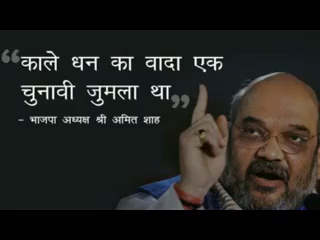 “काले धन का वादा एक
चुनावी जुमला था”
- भाजपा अध्यक्ष श्री अमित शाह